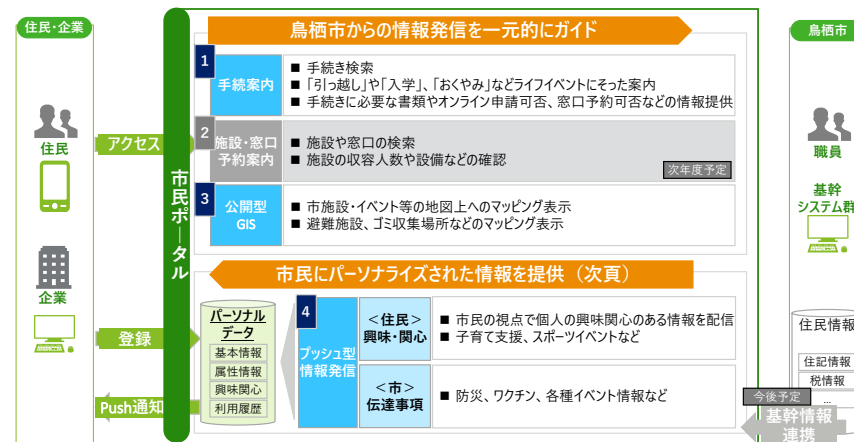 住民・企業
住民
企業
アクセス
登録
Push通知
市民ポータル
鳥栖市からの情報発信を一元的にガイド
1
手続案内
■ 手続き検索
■ 「引っ越し」や「入学」、「おくやみ」などライフイベントにそった案内
■ 手続きに必要な書類やオンライン申請可否、窓口予約可否などの情報提供
2
施設・窓口
予約案内
■ 施設や窓口の検索
■ 施設の収容人数や設備などの確認
次年度予定
3
公開型
GIS
■ 市施設・イベント等の地図上へのマッピング表示
■ 避難施設、ゴミ収集場所などのマッピング表示
市民にパーソナライズされた情報を提供（次頁）
パーソナル
データ
基本情報
属性情報
興味関心
利用履歴
4
プッシュ型
情報発信
＜住民＞
興味・関心
■ 市民の視点で個人の興味関心のある情報を配信
■ 子育て支援、スポーツイベントなど
＜市＞
伝達事項
■ 防災、ワクチン、各種イベント情報など
鳥栖市
職員
基幹
システム群
住民情報
住記情報
税情報
...
今後予定
基幹情報
連携